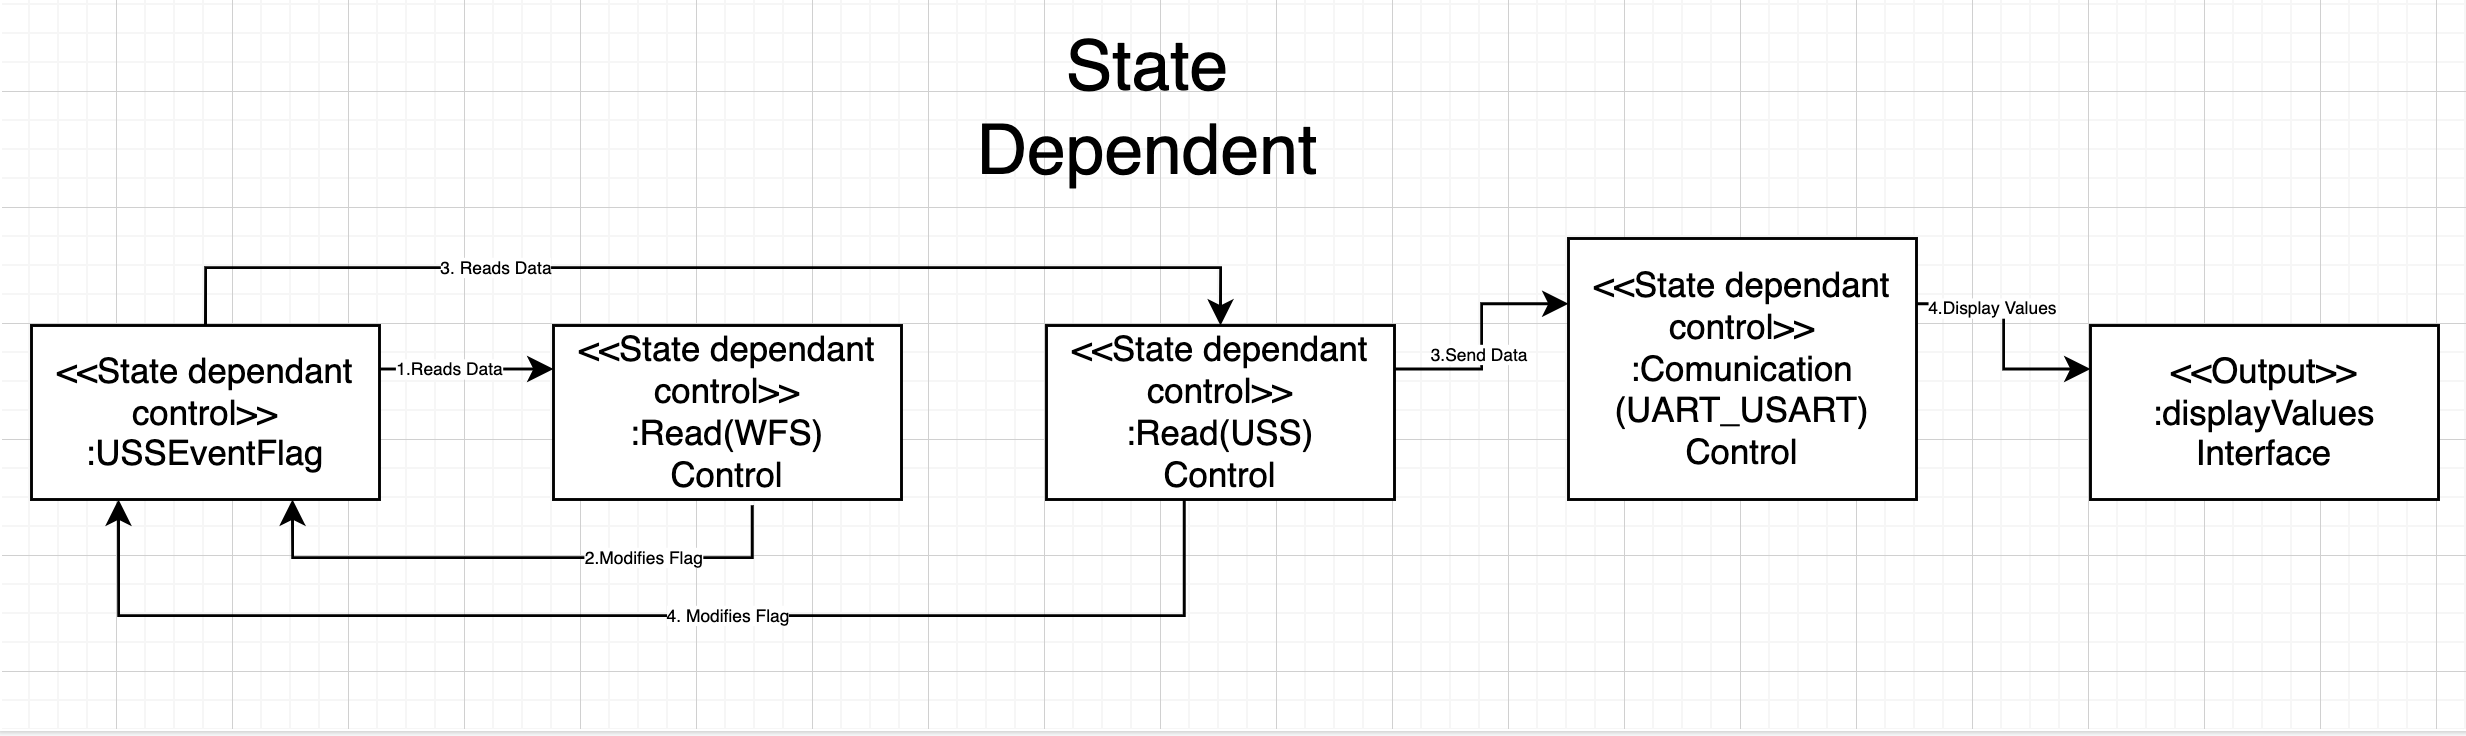 State
Dependent
3. Reads Data
<<State dependant
control>>
:USSEventFlag
1.Reads Data
<<State dependant
control>>
:Read(WFS)
Control
<<State dependant
control>>
:Read(USS)
Control
3.Send Data
<<State dependant
control>>
:Comunication
(UART_USART)
Control
4.Display Values
<<Output>>
:displayValues
Interface
2.Modifies Flag
4. Modifies Flag